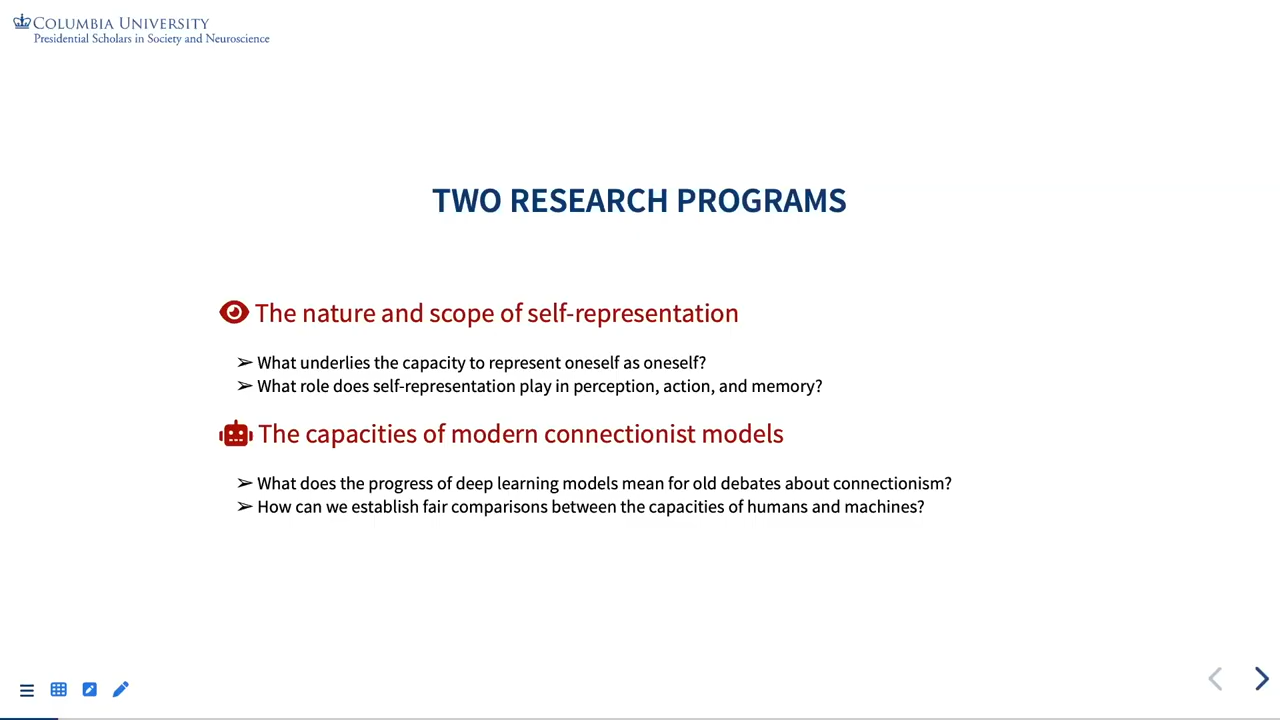 COLUMBIA UNIVERSITY
Presidential Scholars in Society and Neuroscience
TWO RESEARCH PROGRAMS
The nature and scope of self-representation
➢ What underlies the capacity to represent oneself as oneself?
➢ What role does self-representation play in perception, action, and memory?
The capacities of modern connectionist models
➢ What does the progress of deep learning models mean for old debates about connectionism?
➢ How can we establish fair comparisons between the capacities of humans and machines?